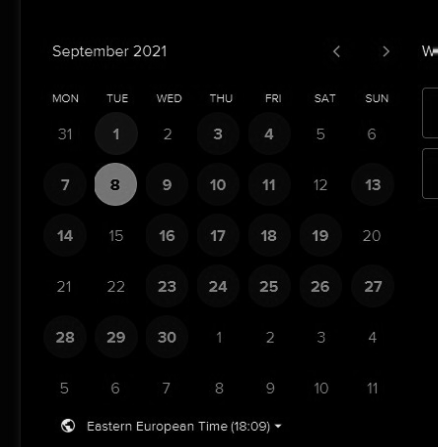 September 2021
MON TUE WED THU FRI SAT SUN
31 1 2 3 4 5 6
7 8 9 10 11 12 13
14 15 16 17 18 19 20
21 22 23 24 25 26 27
28 29 30 1 2 3 4
5 6 7 8 9 10 11
Eastern European Time (18:09)